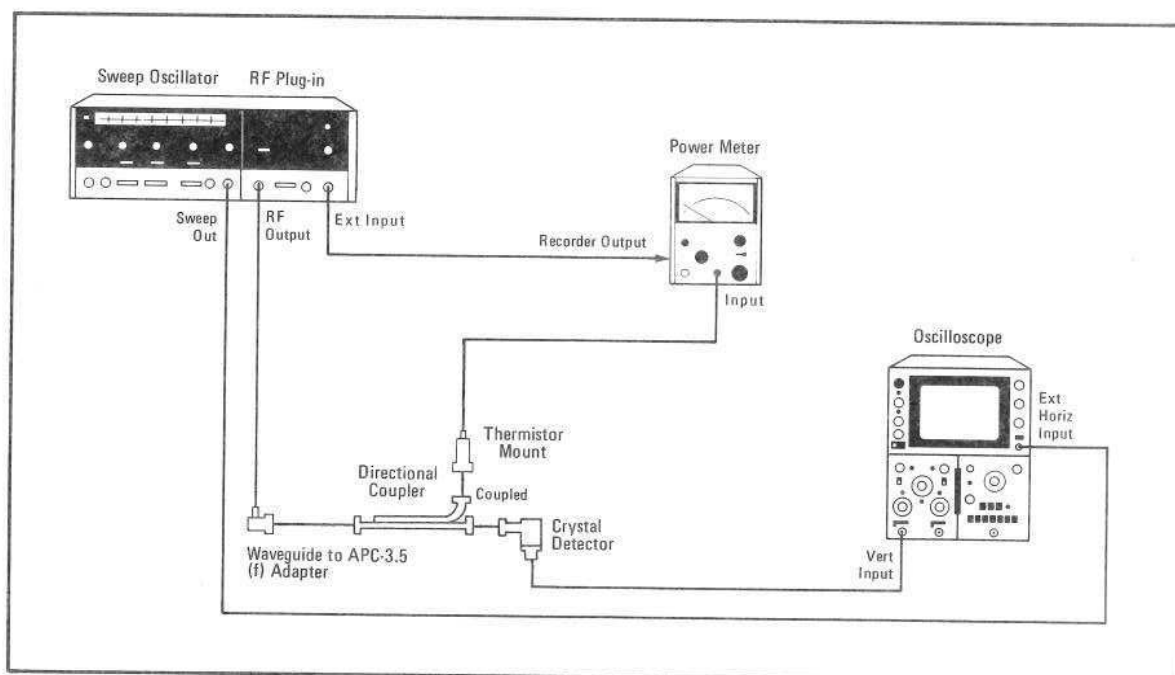 Sweep Oscillator
RF Plug-in
Power Meter
Sweep
Out
RF
Output
Ext Input
Recorder Output
Input
Oscilloscope
Ext
Horiz
Input
Thermistor
Mount
Directional
Coupler
Coupled
Crystal
Detector
Waveguide to APC-3.5
(f) Adapter
Vert
Input